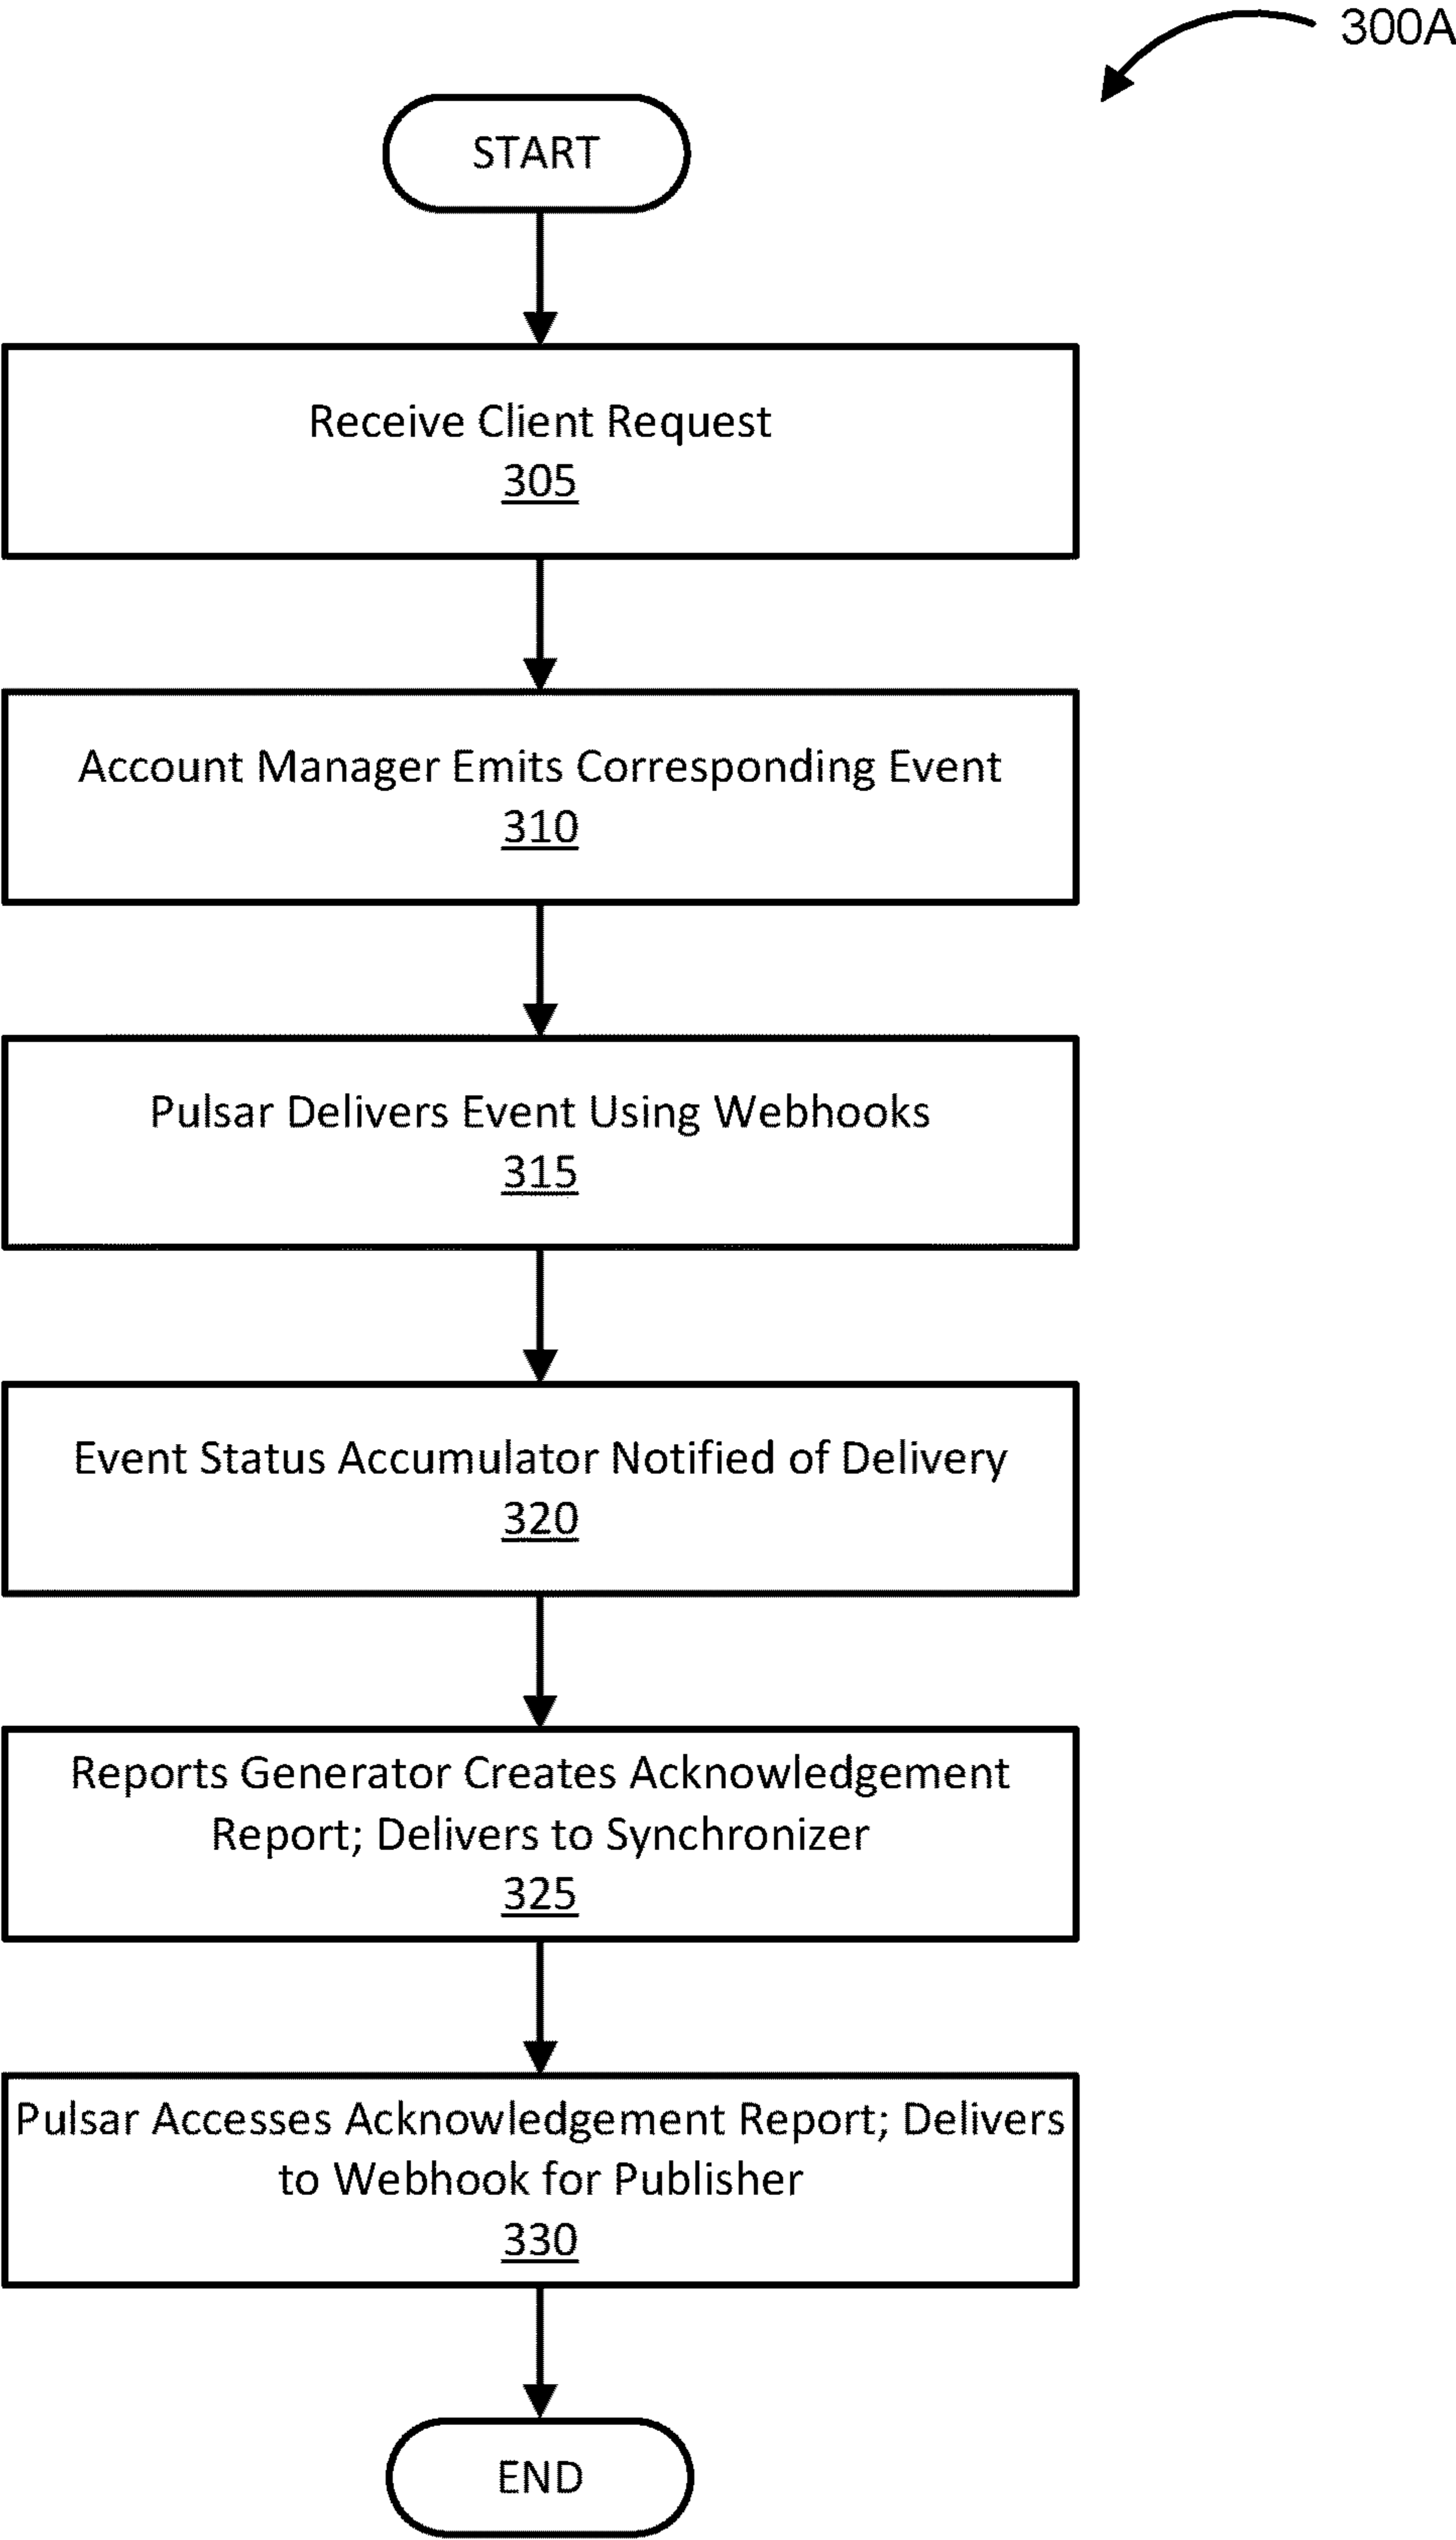 300A
START
Receive Client Request
305
Account Manager Emits Corresponding Event
310
Pulsar Delivers Event Using Webhooks
315
Event Status Accumulator Notified of Delivery
320
Reports Generator Creates Acknowledgement
Report; Delivers to Synchronizer
325
Pulsar Accesses Acknowledgement Report; Delivers
to Webhook for Publisher
330
END